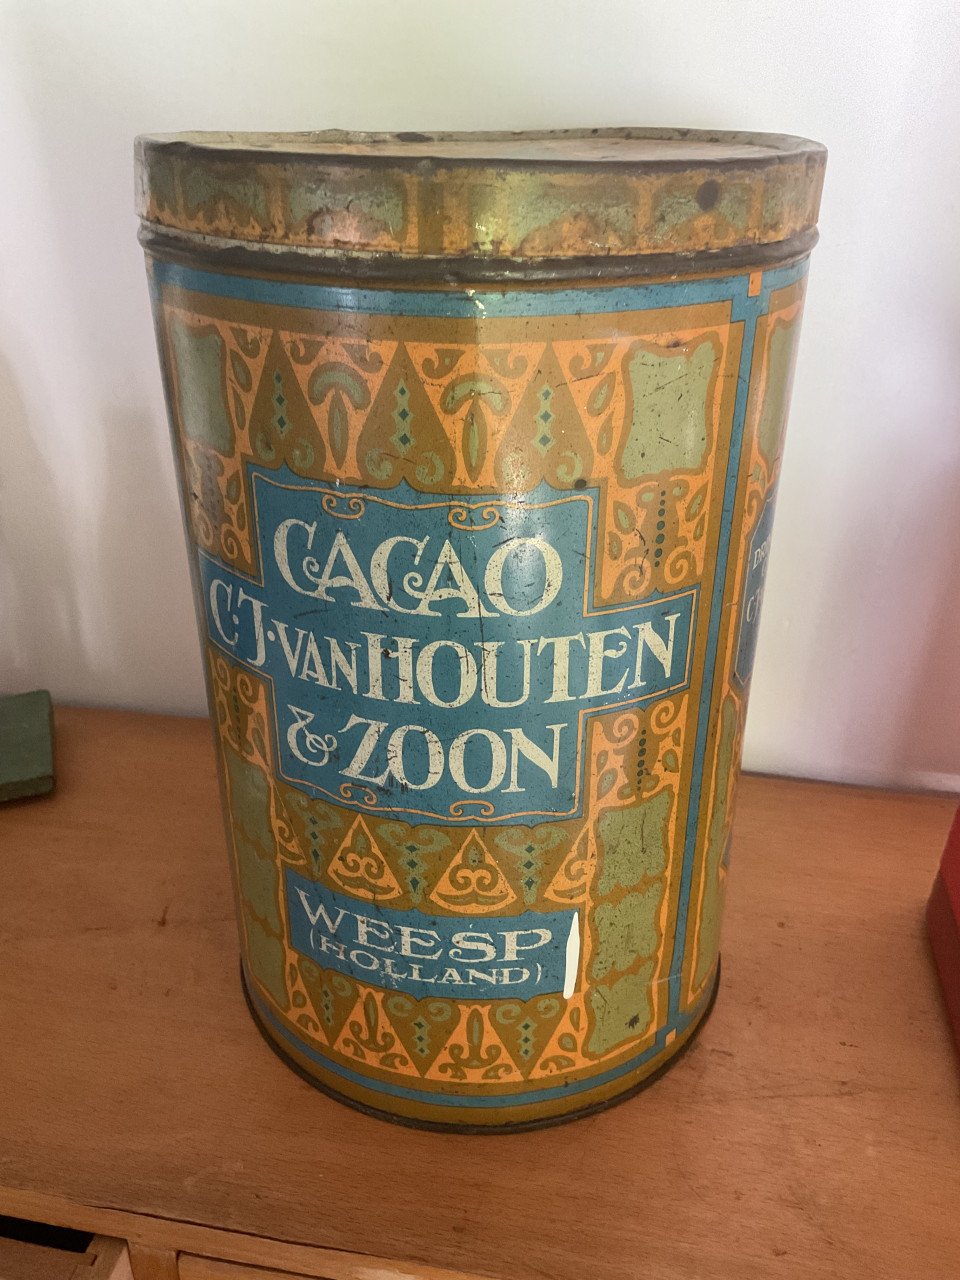 CACAO
C.J. VAN HOUTEN
& ZOON
WEESP
(HOLLAND)